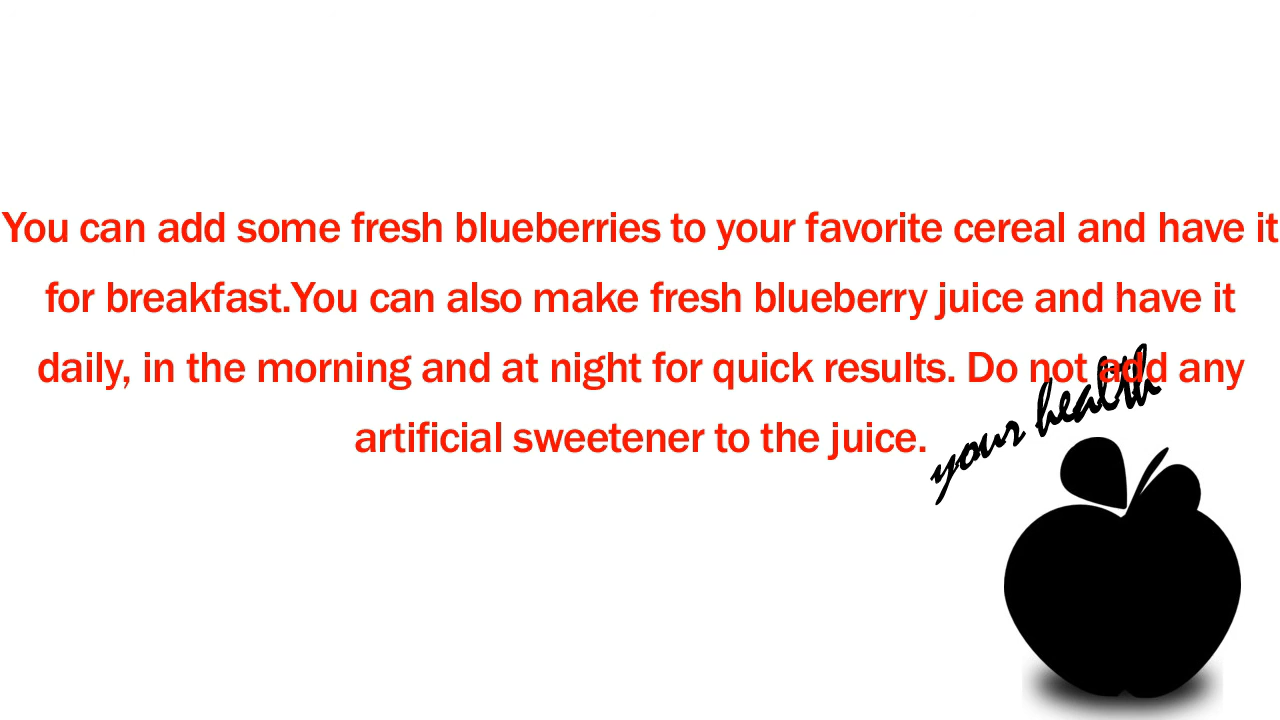 You can add some fresh blueberries to your favorite cereal and have it
for breakfast.You can also make fresh blueberry juice and have it
daily, in the morning and at night for quick results. Do not add any
artificial sweetener to the juice.
your health